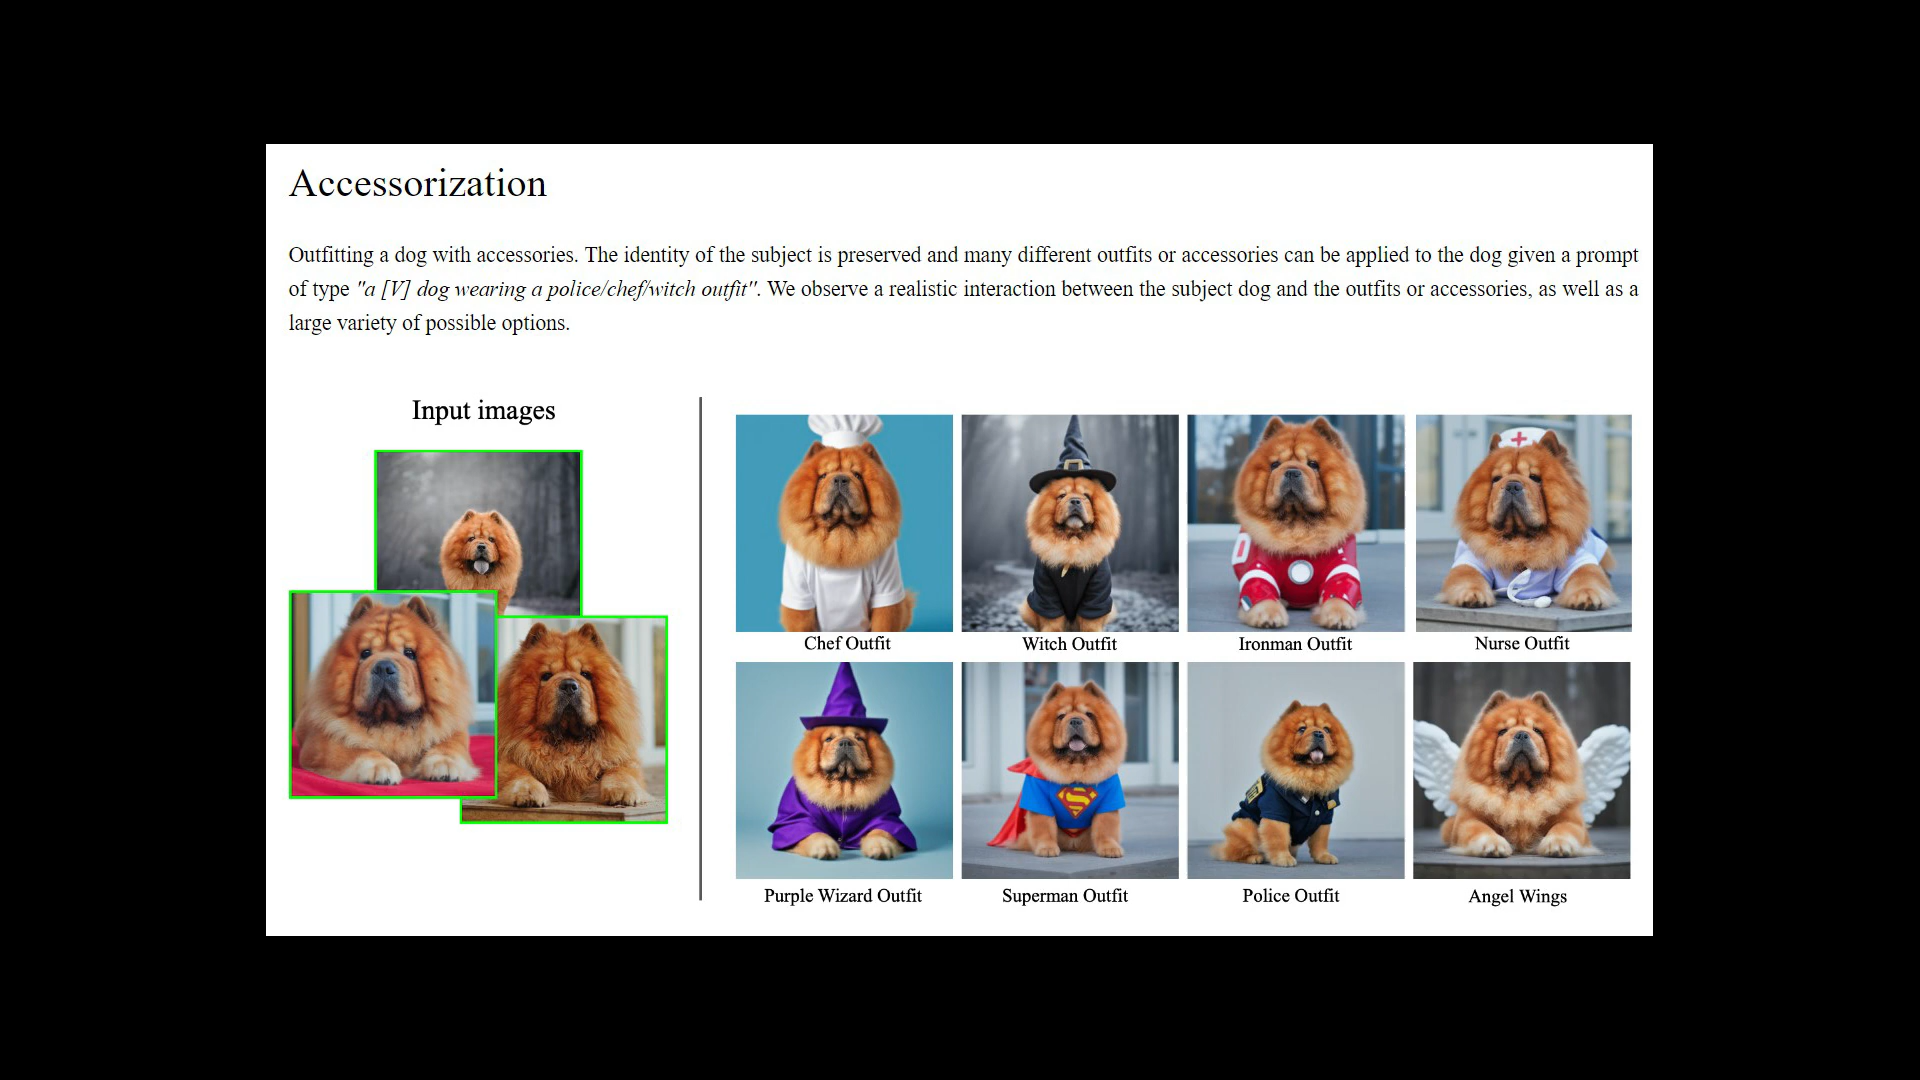 Accessorization
Outfitting a dog with accessories. The identity of the subject is preserved and many different outfits or accessories can be applied to the dog given a prompt
of type "a [V] dog wearing a police/chef/witch outfit". We observe a realistic interaction between the subject dog and the outfits or accessories, as well as a
large variety of possible options.
Input images
Chef Outfit
Witch Outfit
Ironman Outfit
Nurse Outfit
Purple Wizard Outfit
Superman Outfit
Police Outfit
Angel Wings